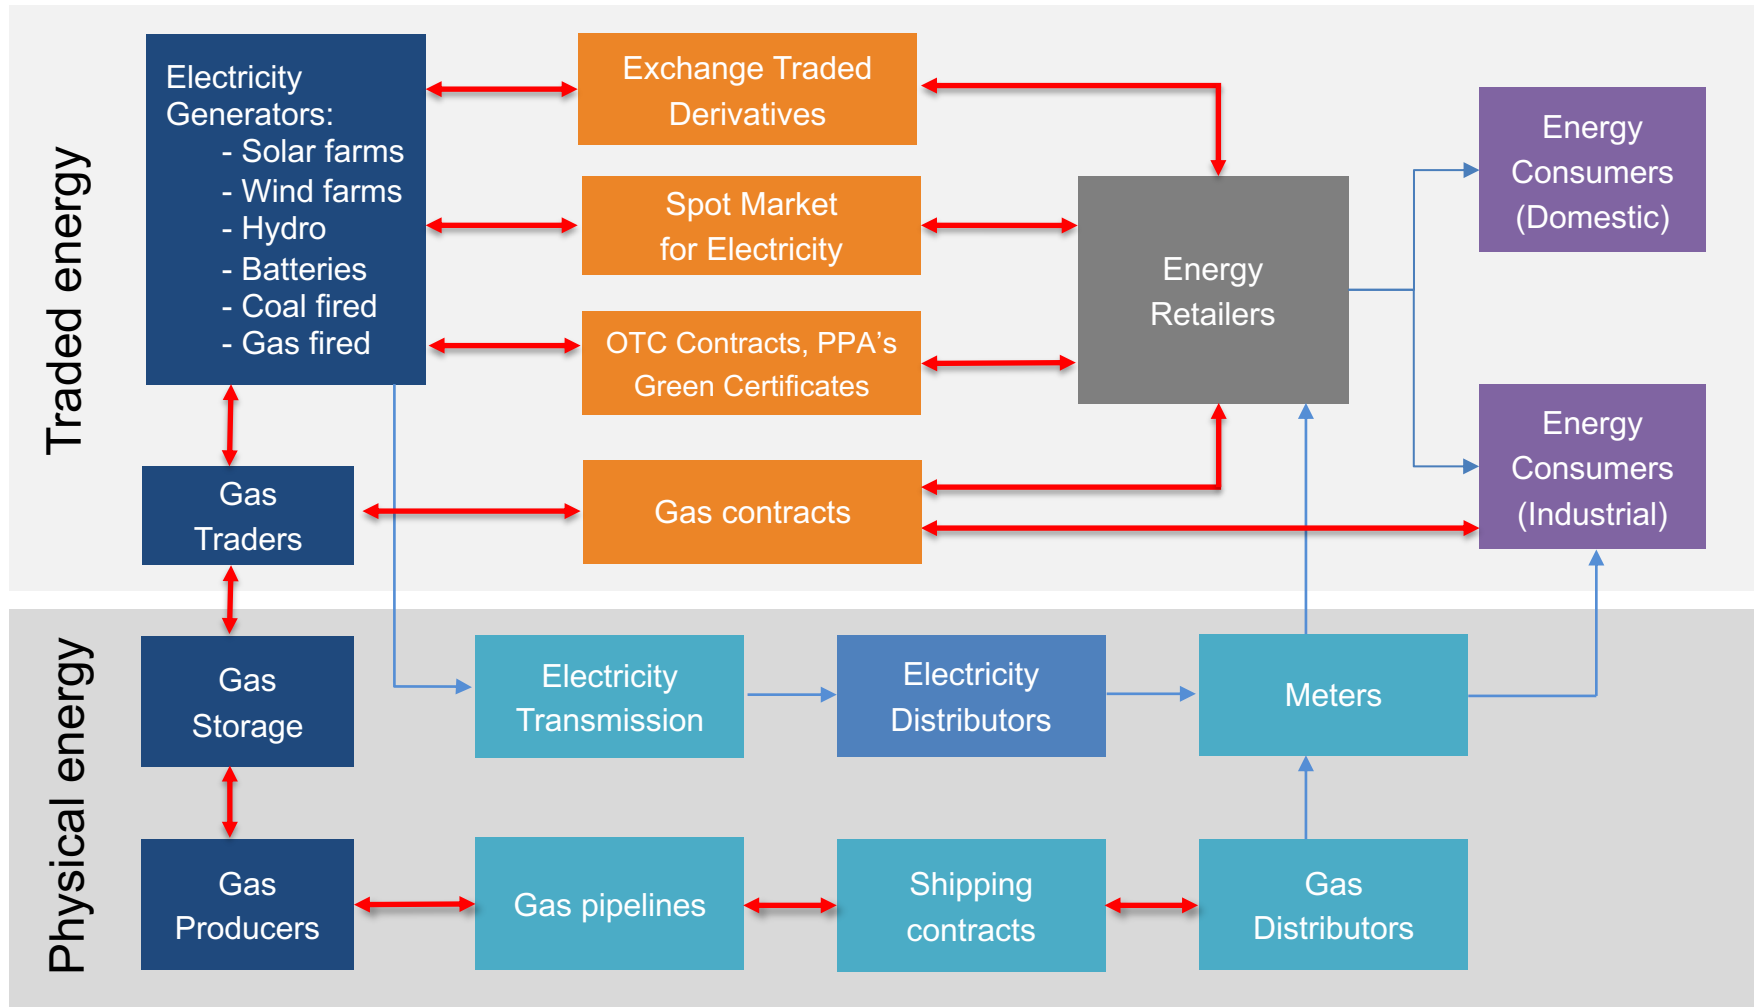 Traded energy
Electricity
Generators:
- Solar farms
- Wind farms
- Hydro
- Batteries
- Coal fired
- Gas fired
Exchange Traded
Derivatives
Spot Market
for Electricity
OTC Contracts, PPA’s
Green Certificates
Gas contracts
Energy
Retailers
Energy
Consumers
(Domestic)
Energy
Consumers
(Industrial)
Gas
Traders
Physical energy
Gas
Storage
Electricity
Transmission
Electricity
Distributors
Meters
Gas
Producers
Gas pipelines
Shipping
contracts
Gas
Distributors